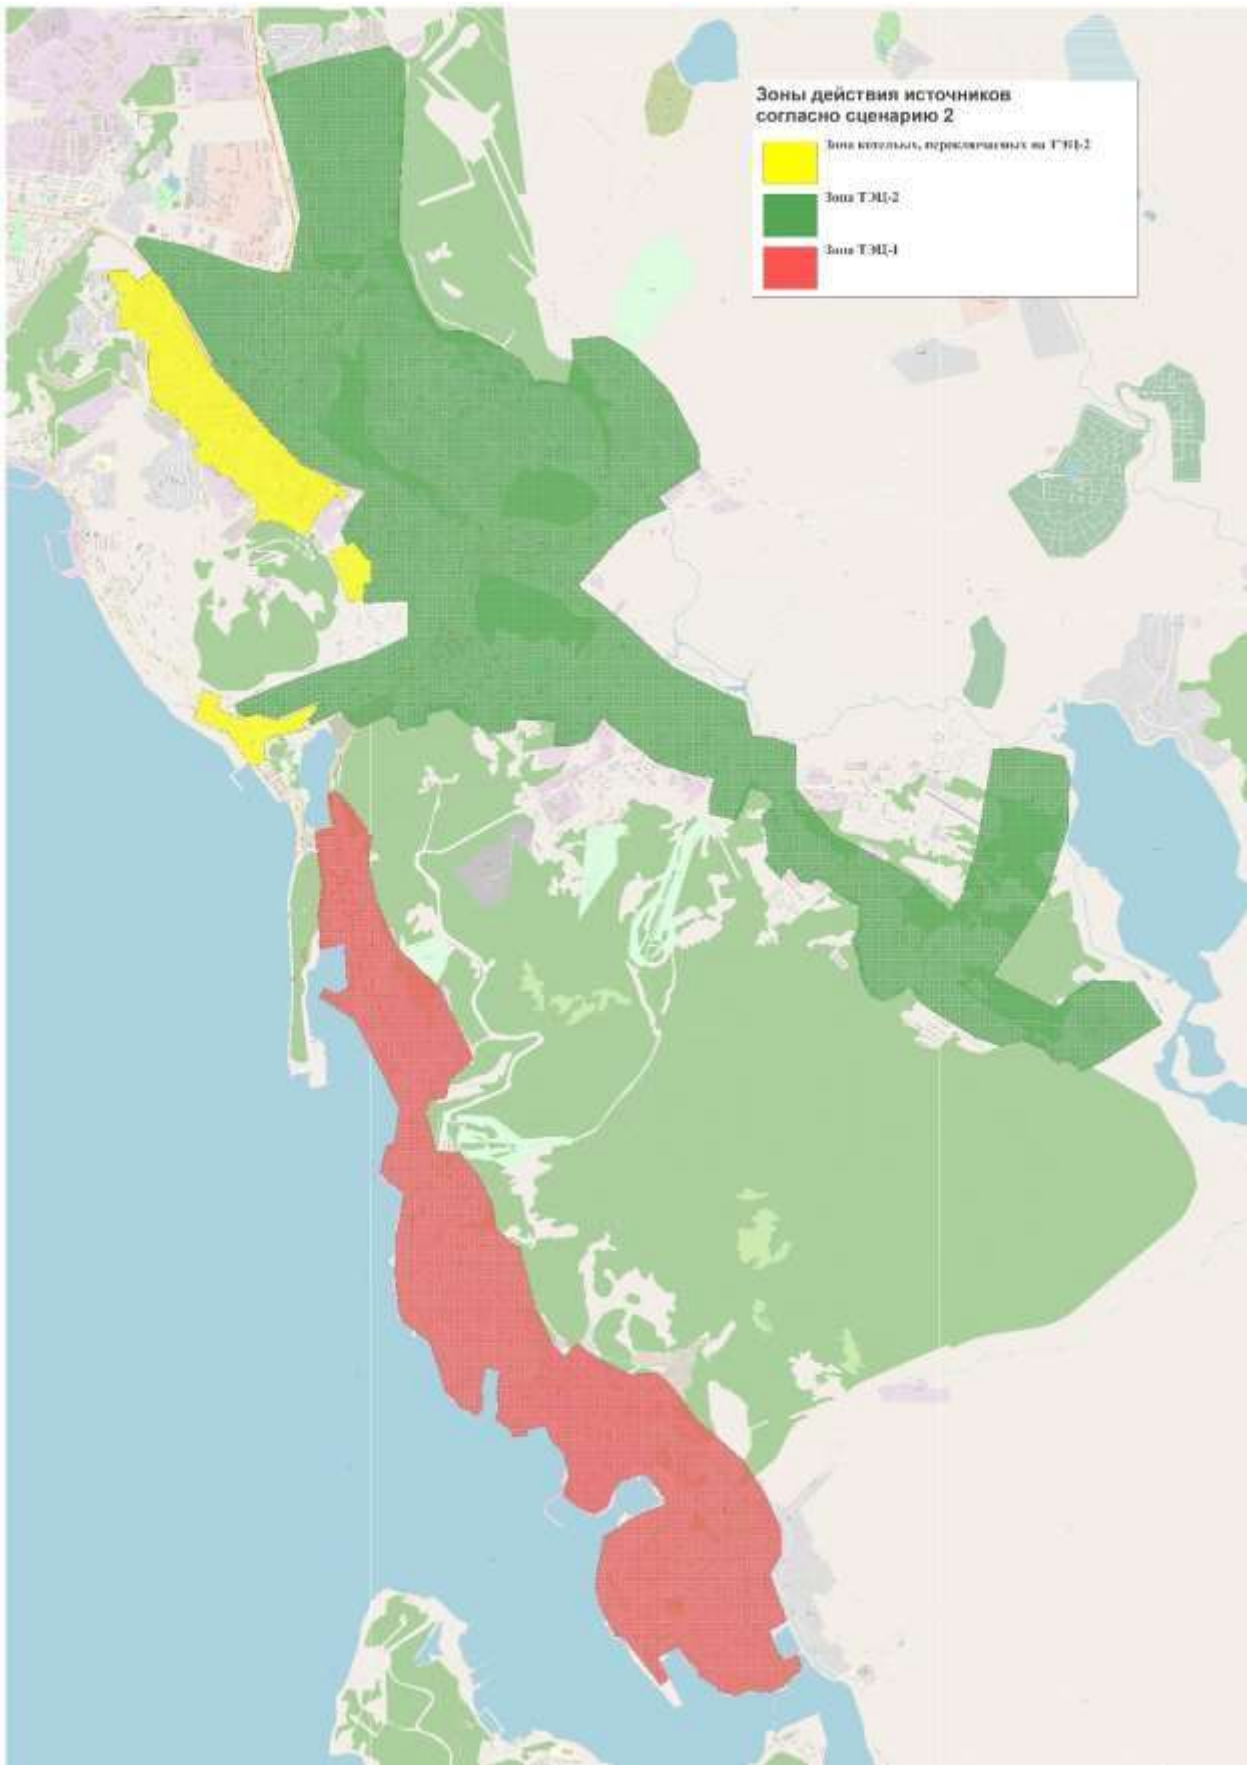 Зоны действия источников
согласно сценарию 2
Зона котельных, переключаемых на ТЭЦ-2
Зона ТЭЦ-2
Зона ТЭЦ-1